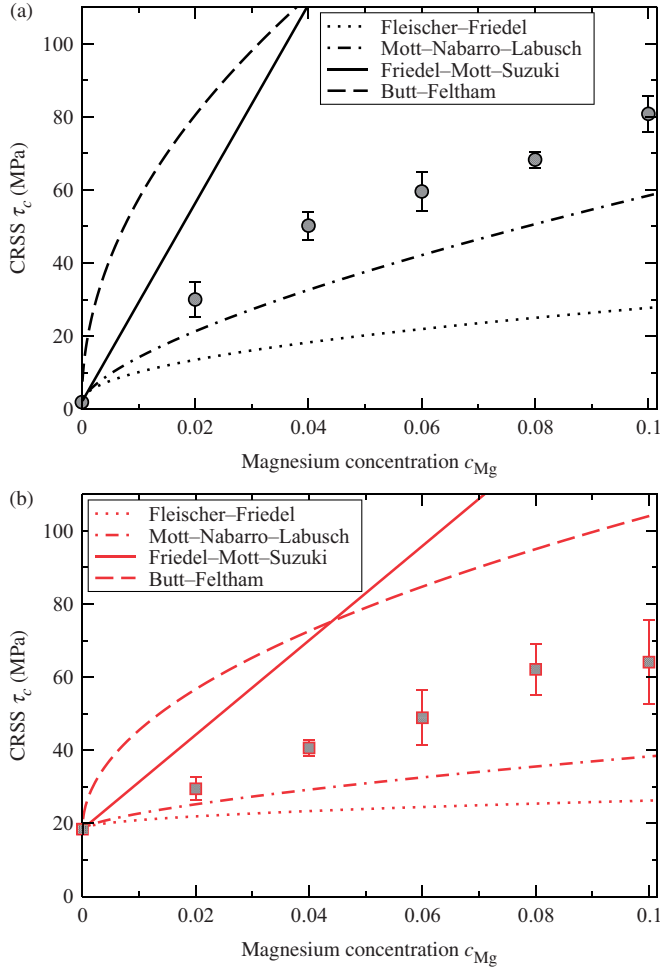 (a)
Fleischer–Friedel
Mott–Nabarro–Labusch
Friedel–Mott–Suzuki
Butt–Feltham
100
80
60
40
20
0
CRSS τc (MPa)
0 0.02 0.04 0.06 0.08 0.1
Magnesium concentration cMg
(b)
Fleischer–Friedel
Mott–Nabarro–Labusch
Friedel–Mott–Suzuki
Butt–Feltham
100
80
60
40
20
0
CRSS τc (MPa)
0 0.02 0.04 0.06 0.08 0.1
Magnesium concentration cMg